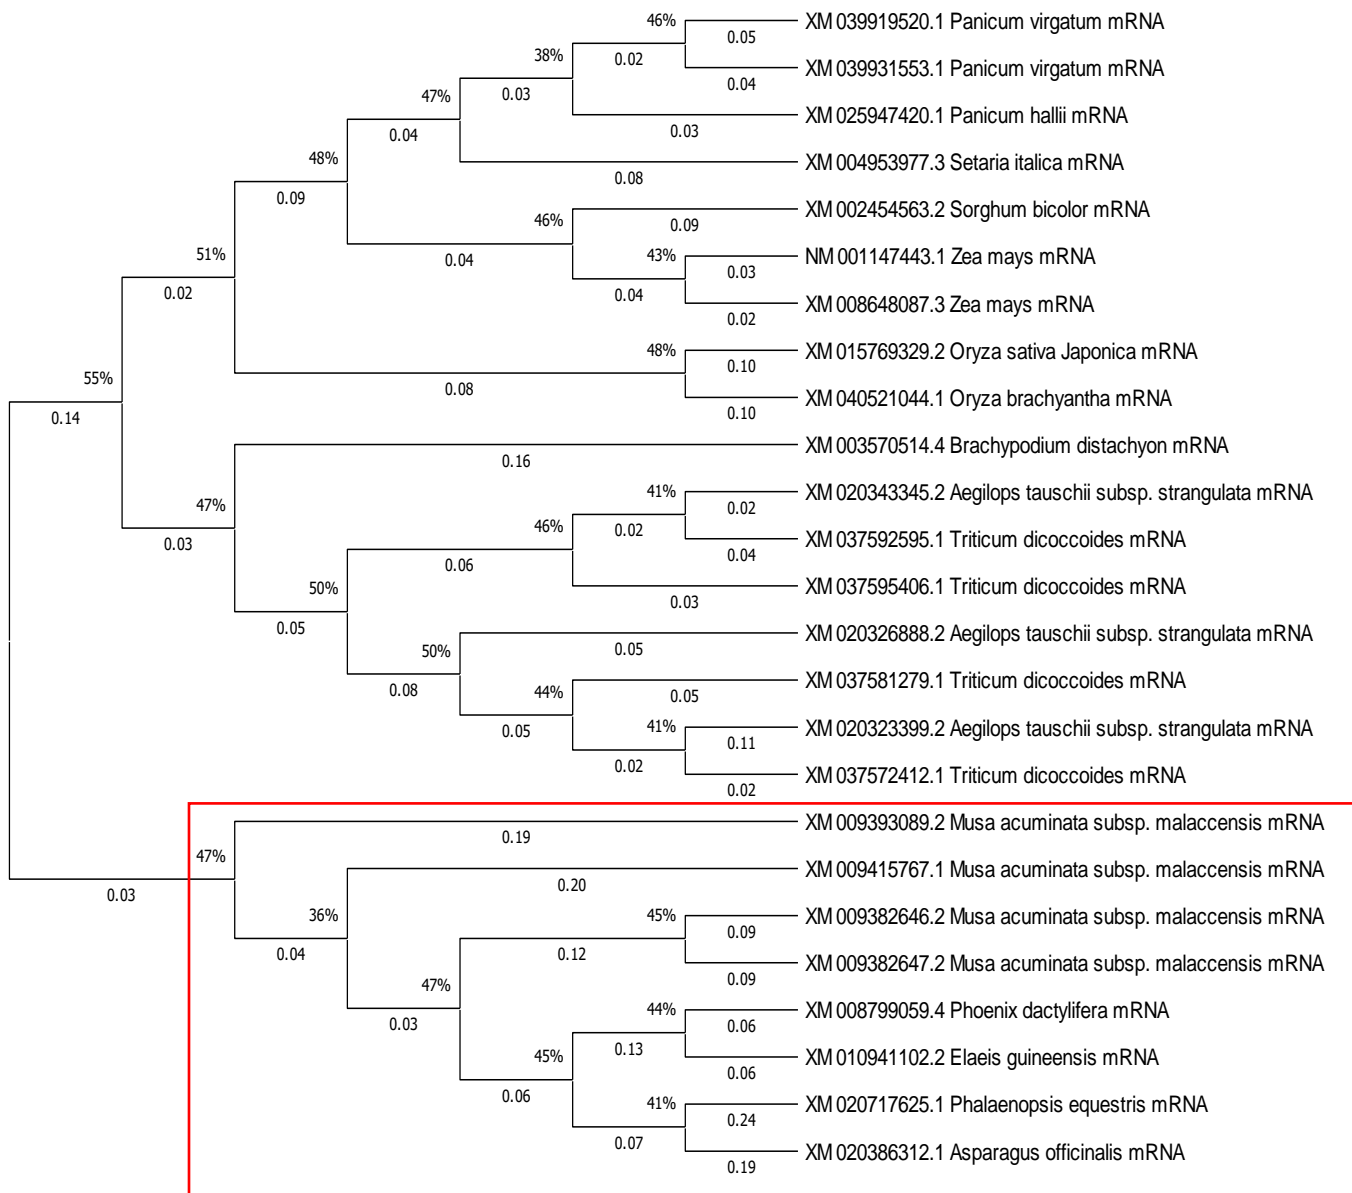 46%
XM 039919520.1 Panicum virgatum mRNA
0.05
38%
0.02
XM 039931553.1 Panicum virgatum mRNA
0.04
47%
0.03
XM 025947420.1 Panicum hallii mRNA
0.03
48%
0.04
XM 004953977.3 Setaria italica mRNA
0.08
0.09
XM 002454563.2 Sorghum bicolor mRNA
46%
0.09
51%
0.04
43%
NM 001147443.1 Zea mays mRNA
0.03
0.02
0.04
XM 008648087.3 Zea mays mRNA
0.02
48%
XM 015769329.2 Oryza sativa Japonica mRNA
0.10
55%
0.08
XM 040521044.1 Oryza brachyantha mRNA
0.14
0.10
XM 003570514.4 Brachypodium distachyon mRNA
0.16
47%
41%
XM 020343345.2 Aegilops tauschii subsp. strangulata mRNA
0.02
46%
0.02
0.03
XM 037592595.1 Triticum dicoccoides mRNA
0.04
0.06
50%
XM 037595406.1 Triticum dicoccoides mRNA
0.03
0.05
XM 020326888.2 Aegilops tauschii subsp. strangulata mRNA
50%
0.05
0.08
44%
XM 037581279.1 Triticum dicoccoides mRNA
0.05
0.05
41%
XM 020323399.2 Aegilops tauschii subsp. strangulata mRNA
0.11
0.02
XM 037572412.1 Triticum dicoccoides mRNA
0.02
XM 009393089.2 Musa acuminata subsp. malaccensis mRNA
0.19
47%
0.03
XM 009415767.1 Musa acuminata subsp. malaccensis mRNA
0.20
36%
0.04
45%
XM 009382646.2 Musa acuminata subsp. malaccensis mRNA
0.09
0.12
XM 009382647.2 Musa acuminata subsp. malaccensis mRNA
0.09
47%
0.03
44%
XM 008799059.4 Phoenix dactylifera mRNA
0.06
45%
0.13
XM 010941102.2 Elaeis guineensis mRNA
0.06
0.06
41%
XM 020717625.1 Phalaenopsis equestris mRNA
0.24
0.07
XM 020386312.1 Asparagus officinalis mRNA
0.19